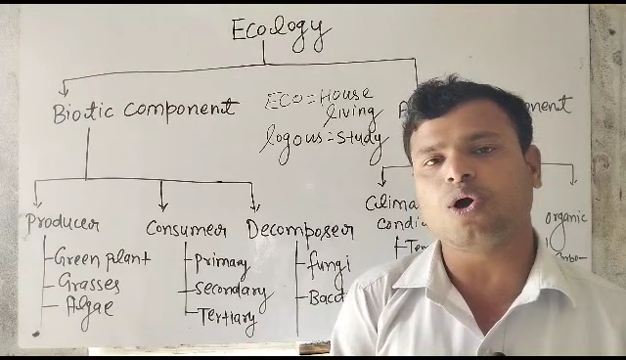 Ecology
Biotic component
Eco=House
living
logous=Study
Producer
Green plant
Grasses
Algae
Consumer
Primary
secondary
Tertiary
Decomposer
fungi
organic